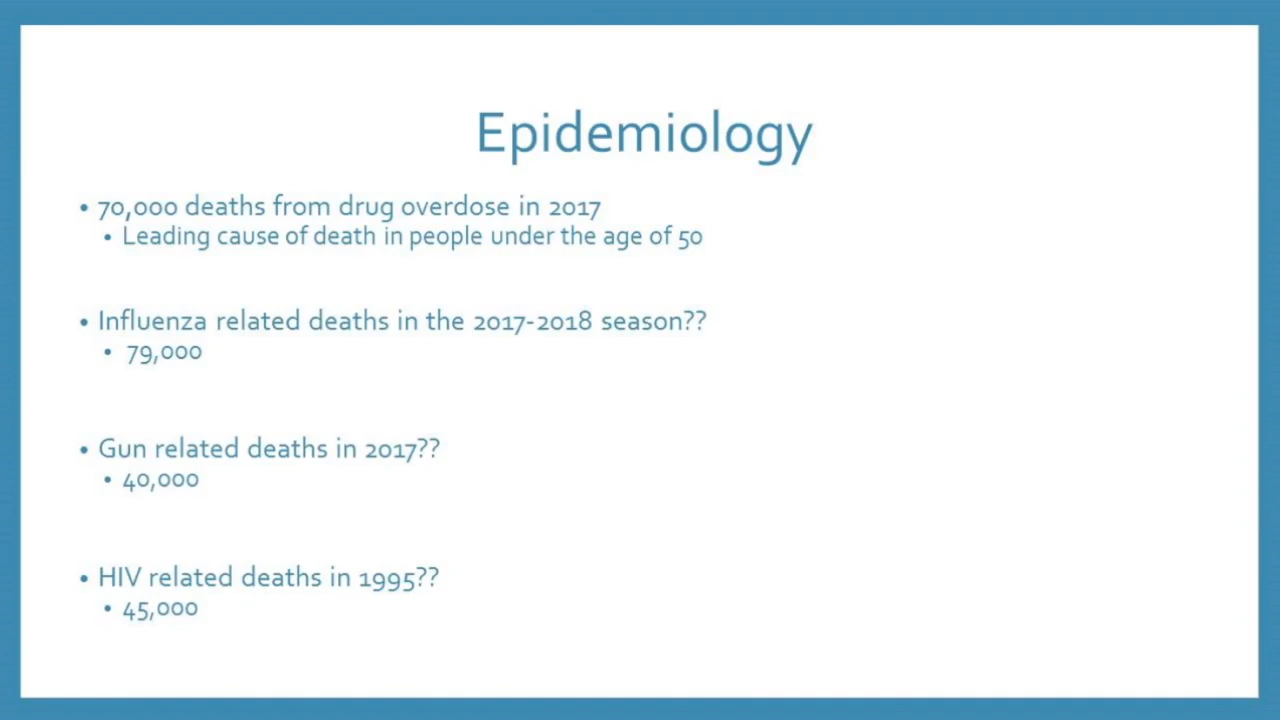 Epidemiology
• 70,000 deaths from drug overdose in 2017
• Leading cause of death in people under the age of 50
• Influenza related deaths in the 2017-2018 season??
• 79,000
• Gun related deaths in 2017??
• 40,000
• HIV related deaths in 1995??
• 45,000